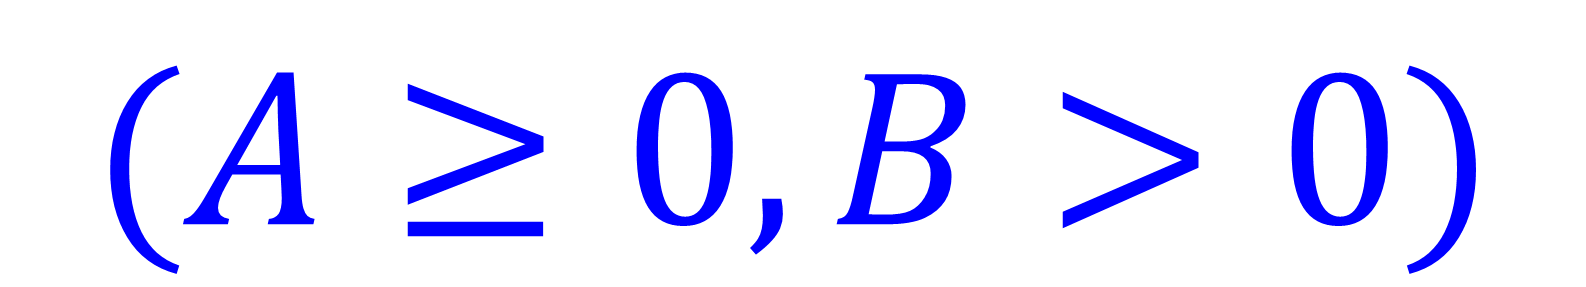 (A ≥ 0, B > 0)